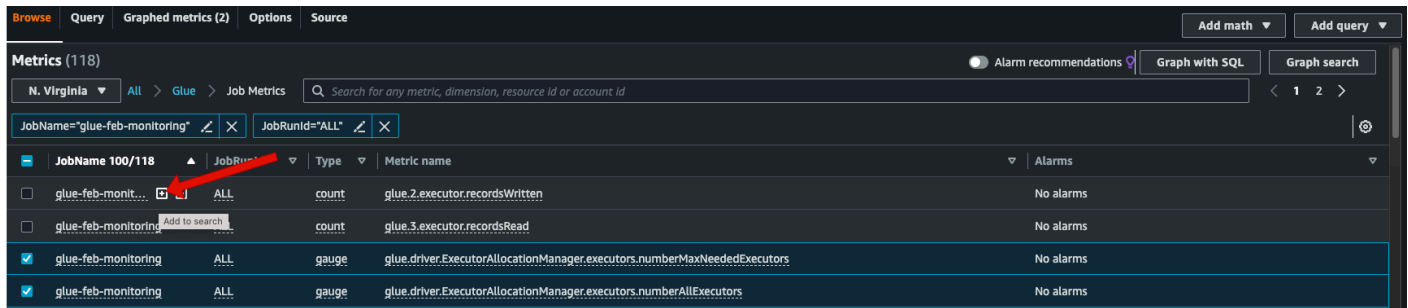 Browse Query Graphed metrics (2) Options Source Add math ▼ Add query ▼
Metrics (118) Alarm recommendations Graph with SQL Graph search
N. Virginia ▼ All > Glue > Job Metrics Search for any metric, dimension, resource id or account id < 1 2 >
JobName="glue-feb-monitoring" JobRunId="ALL"
JobName 100/118 Type Metric name Alarms
glue-feb-monit... ALL count glue.2.executor.recordsWritten No alarms
Add to search
glue-feb-monitoring count glue.3.executor.recordsRead No alarms
glue-feb-monitoring ALL gauge glue.driver.ExecutorAllocationManager.executors.numberMaxNeededExecutors No alarms
glue-feb-monitoring ALL gauge glue.driver.ExecutorAllocationManager.executors.numberAllExecutors No alarms